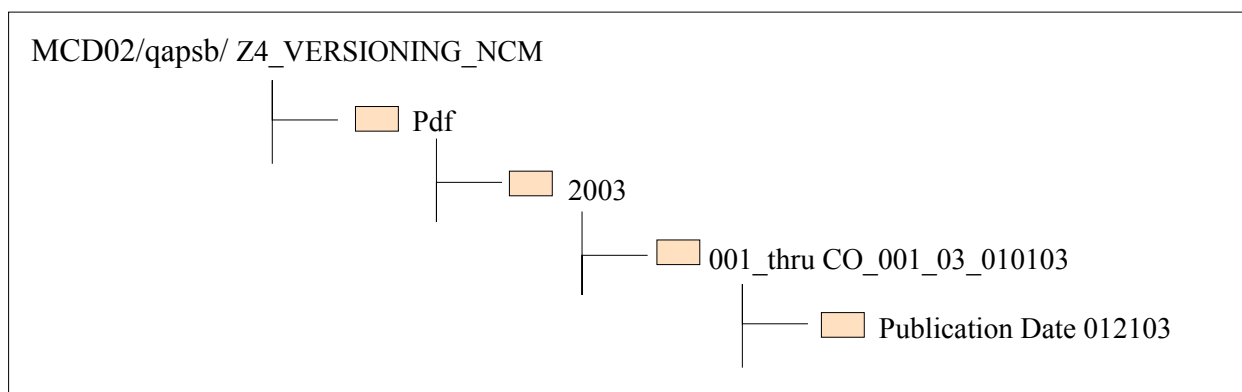 MCD02/qapsb/ Z4_VERSIONING_NCM
Pdf
2003
001_thru CO_001_03_010103
Publication Date 012103